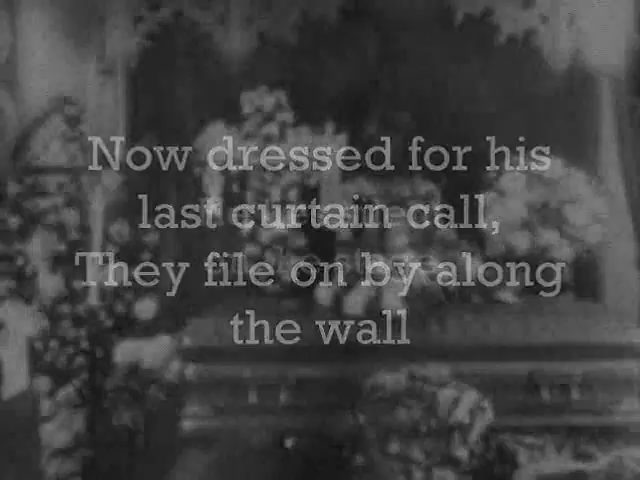 Now dressed for his
last curtain call,
They file on by along
the wall